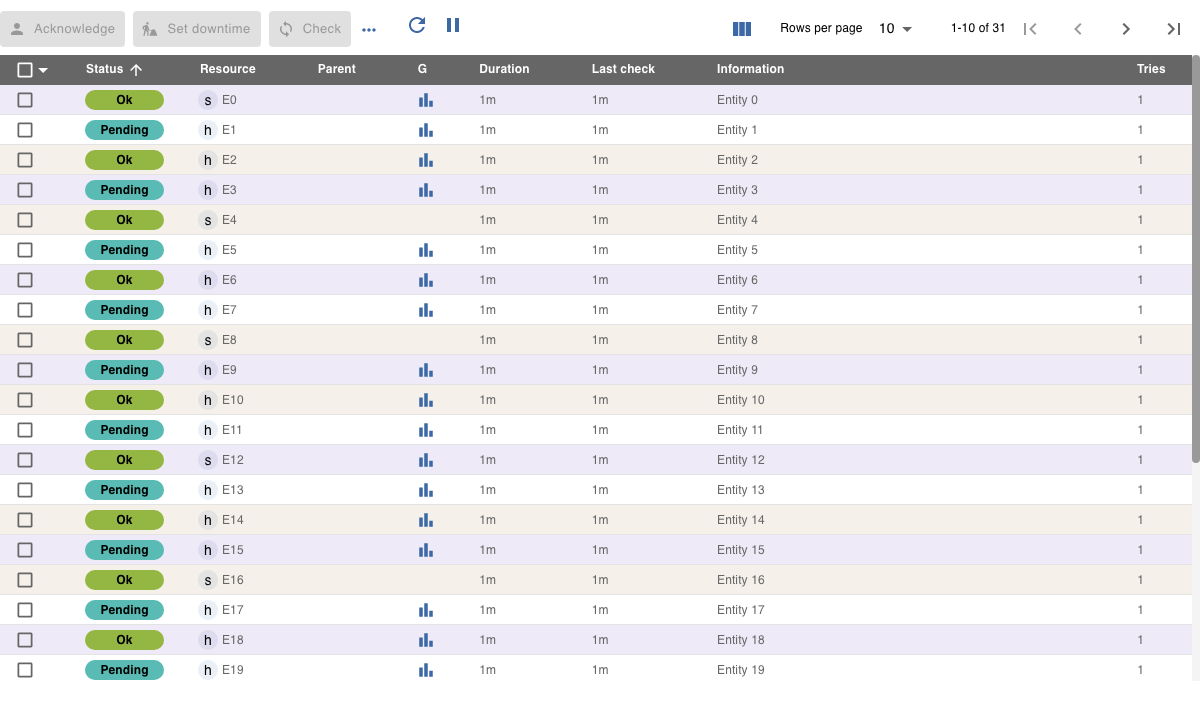 Acknowledge Set downtime Check ... Rows per page 10 1-10 of 31
Status Resource Parent G Duration Last check Information Tries
Ok s E0 1m 1m Entity 0 1
Pending h E1 1m 1m Entity 1 1
Ok h E2 1m 1m Entity 2 1
Pending h E3 1m 1m Entity 3 1
Ok s E4 1m 1m Entity 4 1
Pending h E5 1m 1m Entity 5 1
Ok h E6 1m 1m Entity 6 1
Pending h E7 1m 1m Entity 7 1
Ok s E8 1m 1m Entity 8 1
Pending h E9 1m 1m Entity 9 1
Ok h E10 1m 1m Entity 10 1
Pending h E11 1m 1m Entity 11 1
Ok s E12 1m 1m Entity 12 1
Pending h E13 1m 1m Entity 13 1
Ok h E14 1m 1m Entity 14 1
Pending h E15 1m 1m Entity 15 1
Ok s E16 1m 1m Entity 16 1
Pending h E17 1m 1m Entity 17 1
Ok h E18 1m 1m Entity 18 1
Pending h E19 1m 1m Entity 19 1